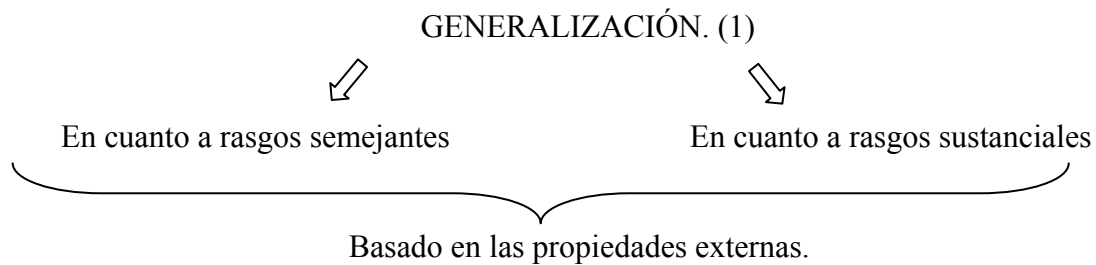 GENERALIZACIÓN. (1)
En cuanto a rasgos semejantes
En cuanto a rasgos sustanciales
Basado en las propiedades externas.